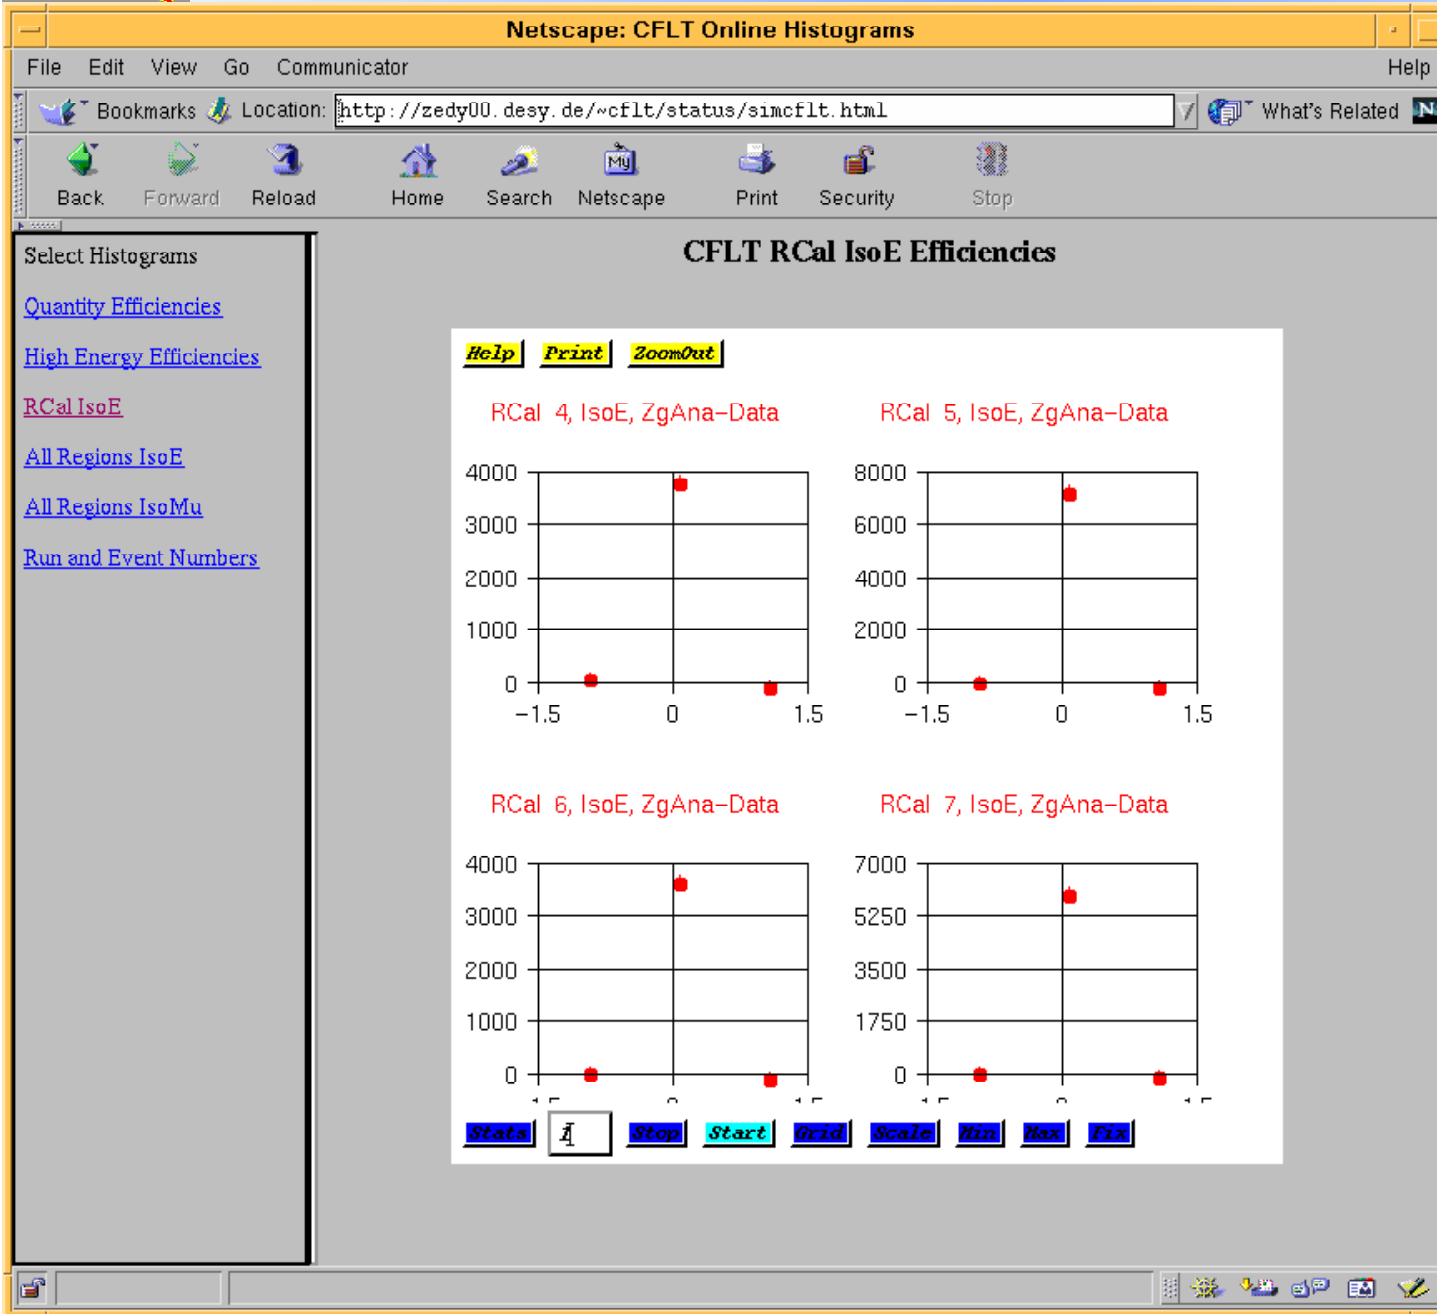 Netscape: CFLT Online Histograms
File Edit View Go Communicator Help
Bookmarks Location: http://zedy00.desy.de/~cflt/status/simcflt.html What's Related N
Back Forward Reload Home Search Netscape Print Security Stop
My
Select Histograms
Quantity Efficiencies
High Energy Efficiencies
RCal IsoE
All Regions IsoE
All Regions IsoMu
Run and Event Numbers
CFLT RCal IsoE Efficiencies
Help Print ZoomOut
RCal 4, IsoE, ZgAna-Data
4000
3000
2000
1000
0
-1.5 0 1.5
RCal 5, IsoE, ZgAna-Data
8000
6000
4000
2000
0
-1.5 0 1.5
RCal 6, IsoE, ZgAna-Data
4000
3000
2000
1000
0
RCal 7, IsoE, ZgAna-Data
7000
5250
3500
1750
0
Stats Stop Start Grid Scale Min Max Fix